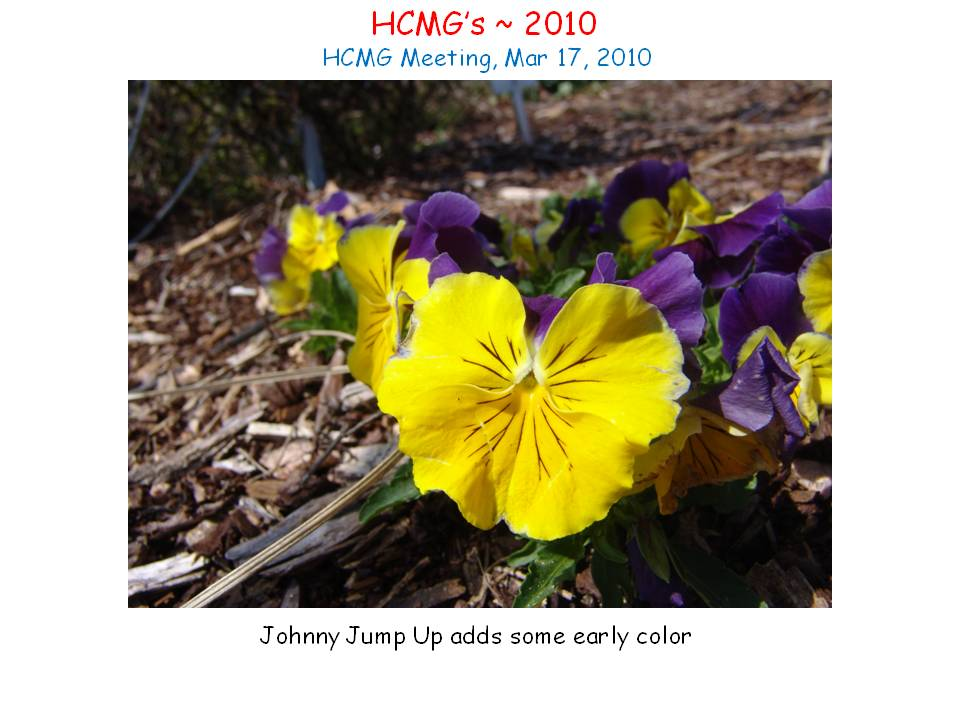 HCMG’s ~ 2010
HCMG Meeting, Mar 17, 2010
Johnny Jump Up adds some early color